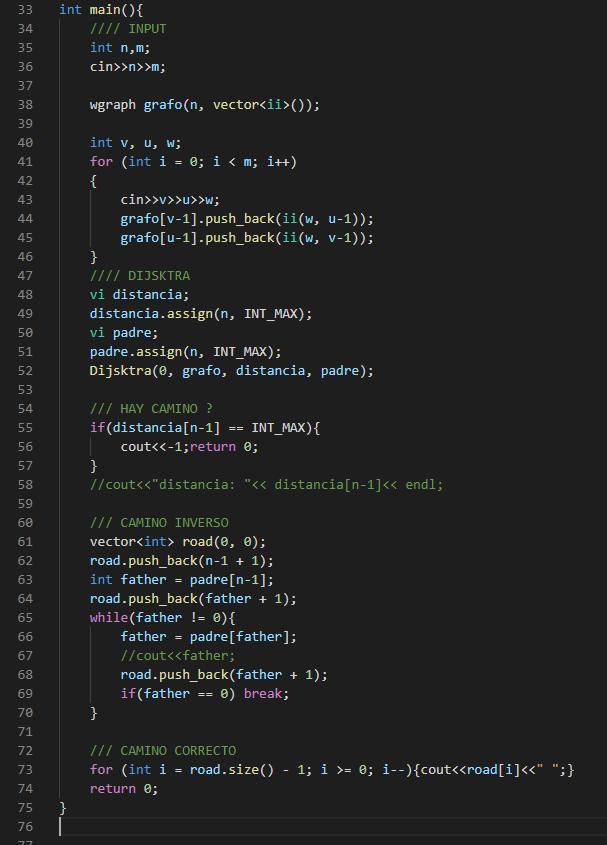 33 int main(){
34 //// INPUT
35 int n,m;
36 cin>>n>>m;
37
38 wgraph grafo(n, vector<ii>());
39
40 int v, u, w;
41 for (int i = 0; i < m; i++)
42 {
43 cin>>v>>u>>w;
44 grafo[v-1].push_back(ii(w, u-1));
45 grafo[u-1].push_back(ii(w, v-1));
46 }
47 //// DIJSKTRA
48 vi distancia;
49 distancia.assign(n, INT_MAX);
50 vi padre;
51 padre.assign(n, INT_MAX);
52 Dijsktra(0, grafo, distancia, padre);
53
54 /// HAY CAMINO ?
55 if(distancia[n-1] == INT_MAX){
56 cout<<-1;return 0;
57 }
58 //cout<<"distancia: "<< distancia[n-1]<< endl;
59
60 /// CAMINO INVERSO
61 vector<int> road(0, 0);
62 road.push_back(n-1 + 1);
63 int father = padre[n-1];
64 road.push_back(father + 1);
65 while(father != 0){
66 father = padre[father];
67 //cout<<father;
68 road.push_back(father + 1);
69 if(father == 0) break;
70 }
71
72 /// CAMINO CORRECTO
73 for (int i = road.size() - 1; i >= 0; i--){cout<<road[i]<<" ";}
74 return 0;
75 }
76
77